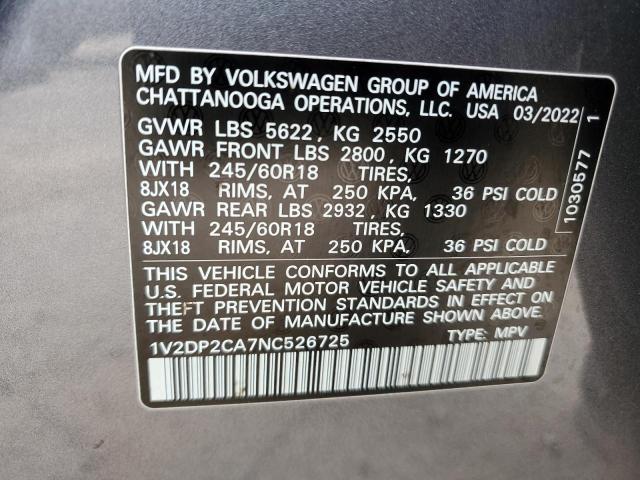 MFD BY VOLKSWAGEN GROUP OF AMERICA
CHATTANOOGA OPERATIONS, LLC. USA 03/2022
GVWR LBS 5622, KG 2550
GAWR FRONT LBS 2800, KG 1270
WITH 245/60R18 TIRES,
8JX18 RIMS, AT 250 KPA, 36 PSI COLD
GAWR REAR LBS 2932, KG 1330
WITH 245/60R18 TIRES,
8JX18 RIMS, AT 250 KPA, 36 PSI COLD
THIS VEHICLE CONFORMS TO ALL APPLICABLE
U.S. FEDERAL MOTOR VEHICLE SAFETY AND
THEFT PREVENTION STANDARDS IN EFFECT ON
THE DATE OF MANUFACTURE SHOWN ABOVE.
1V2DP2CA7NC526725 TYPE: MPV
1030577 1